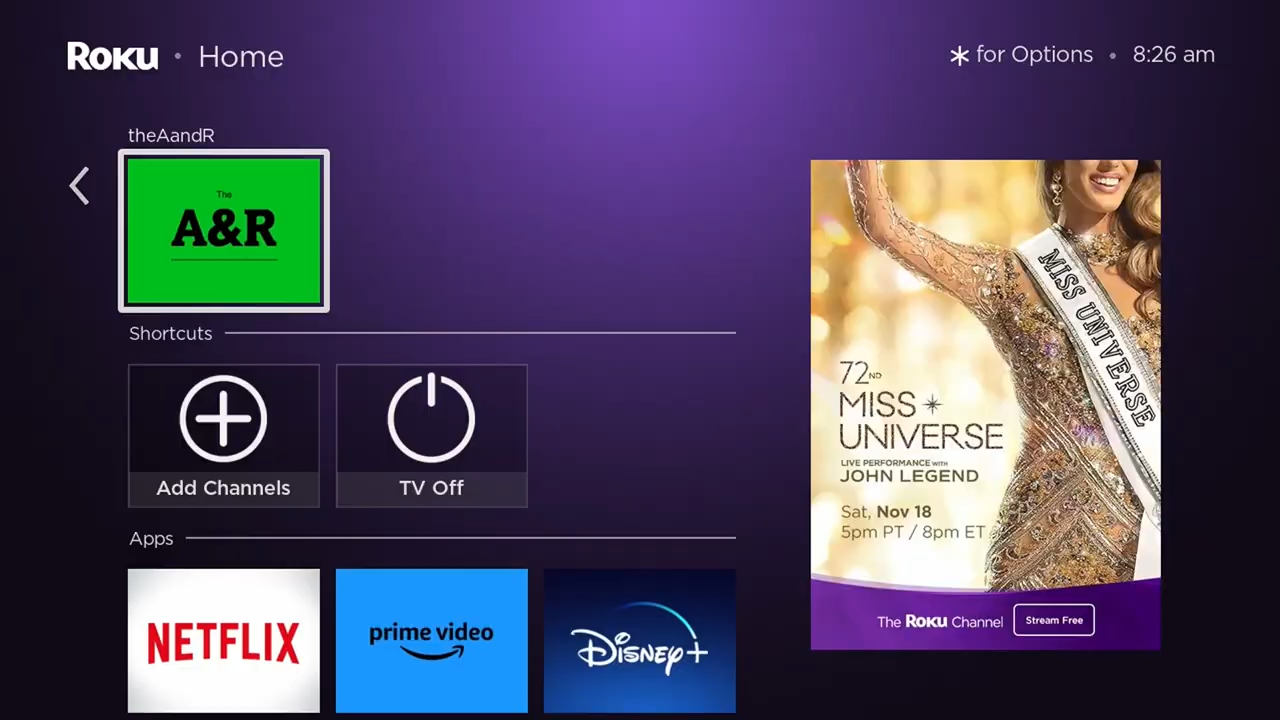 Roku • Home
* for Options • 8:26 am
theAandR
The
A&R
Shortcuts
Add Channels
TV Off
Apps
NETFLIX
prime video
Disney+
MISS UNIVERSE
72ND
MISS
UNIVERSE
LIVE PERFORMANCE WITH
JOHN LEGEND
Sat, Nov 18
5pm PT / 8pm ET
The Roku Channel
Stream Free